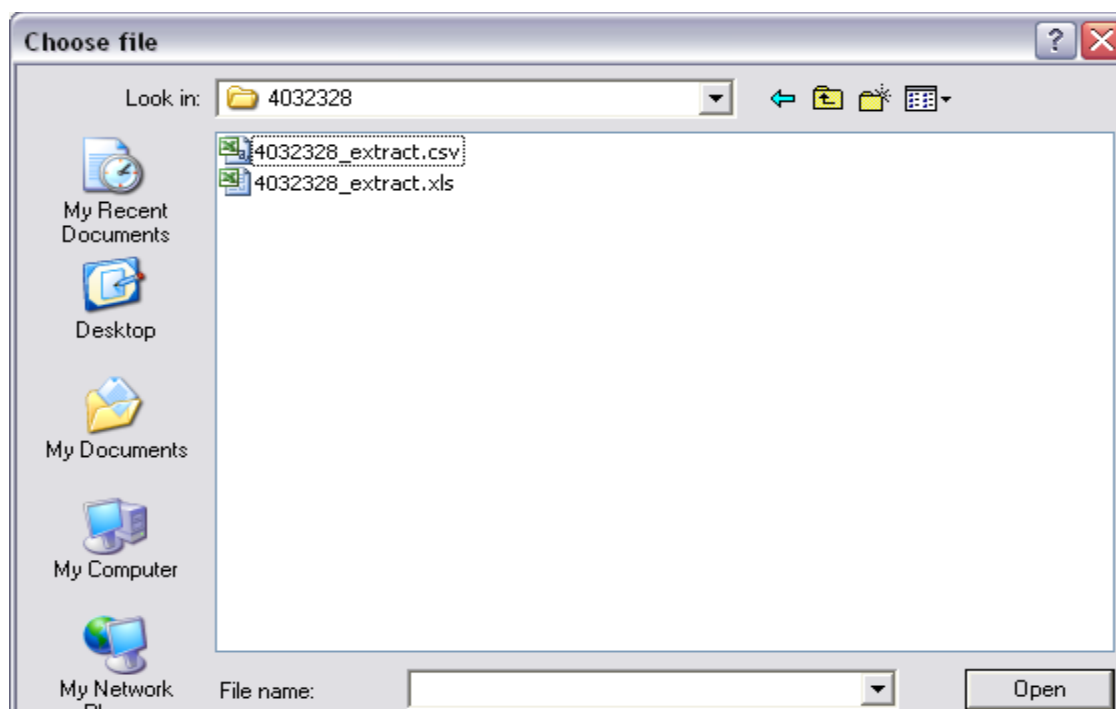 Choose file
Look in:
4032328
4032328_extract.csv
4032328_extract.xls
My Recent
Documents
Desktop
My Documents
My Computer
My Network
File name:
Open